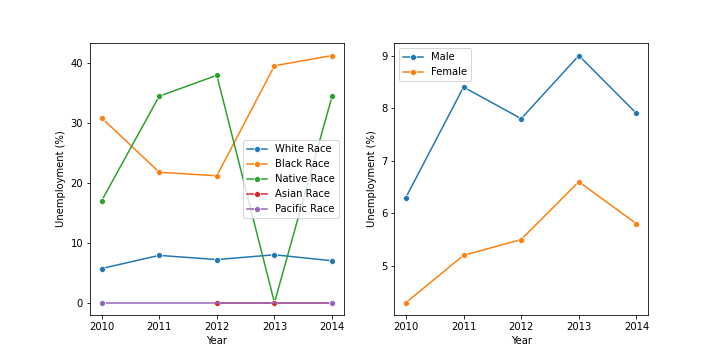 40
30
20
10
0
Unemployment (%)
White Race
Black Race
Native Race
Asian Race
Pacific Race
2010 2011 2012 2013 2014
Year
9
8
7
6
5
Unemployment (%)
Male
Female
2010 2011 2012 2013 2014
Year